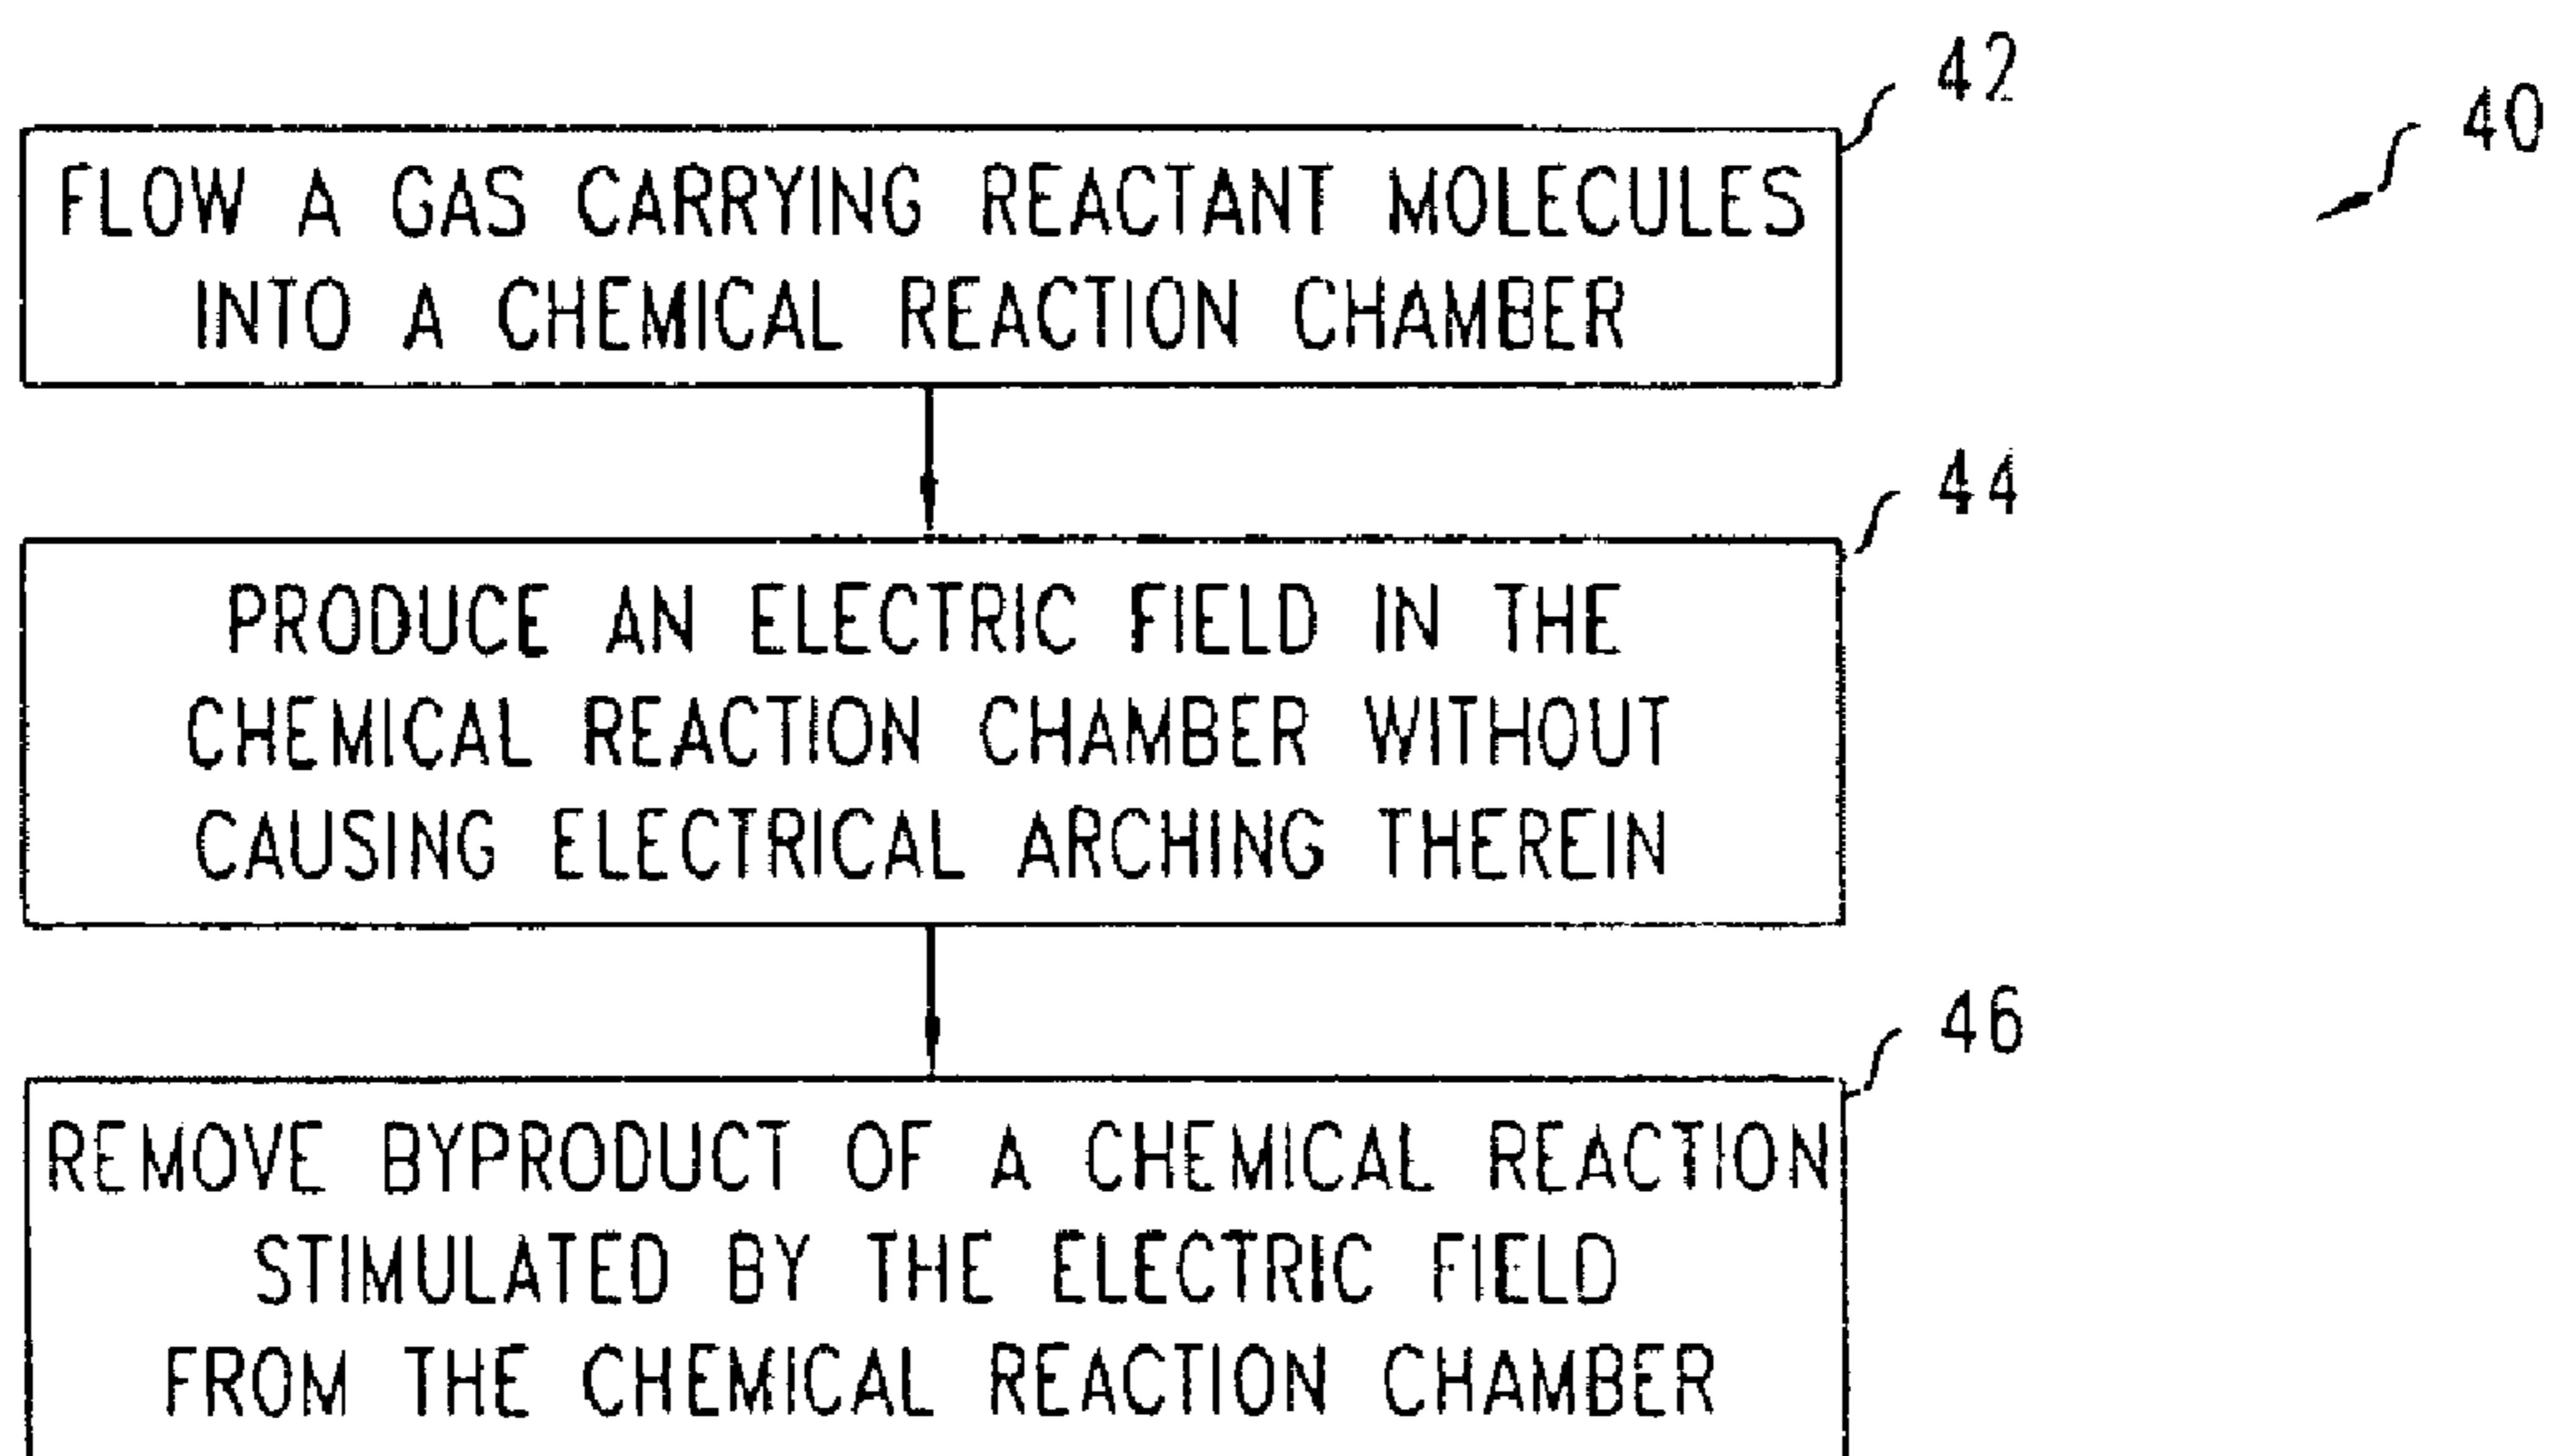 42
40
FLOW A GAS CARRYING REACTANT MOLECULES
INTO A CHEMICAL REACTION CHAMBER
44
PRODUCE AN ELECTRIC FIELD IN THE
CHEMICAL REACTION CHAMBER WITHOUT
CAUSING ELECTRICAL ARCHING THEREIN
46
REMOVE BYPRODUCT OF A CHEMICAL REACTION
STIMULATED BY THE ELECTRIC FIELD
FROM THE CHEMICAL REACTION CHAMBER